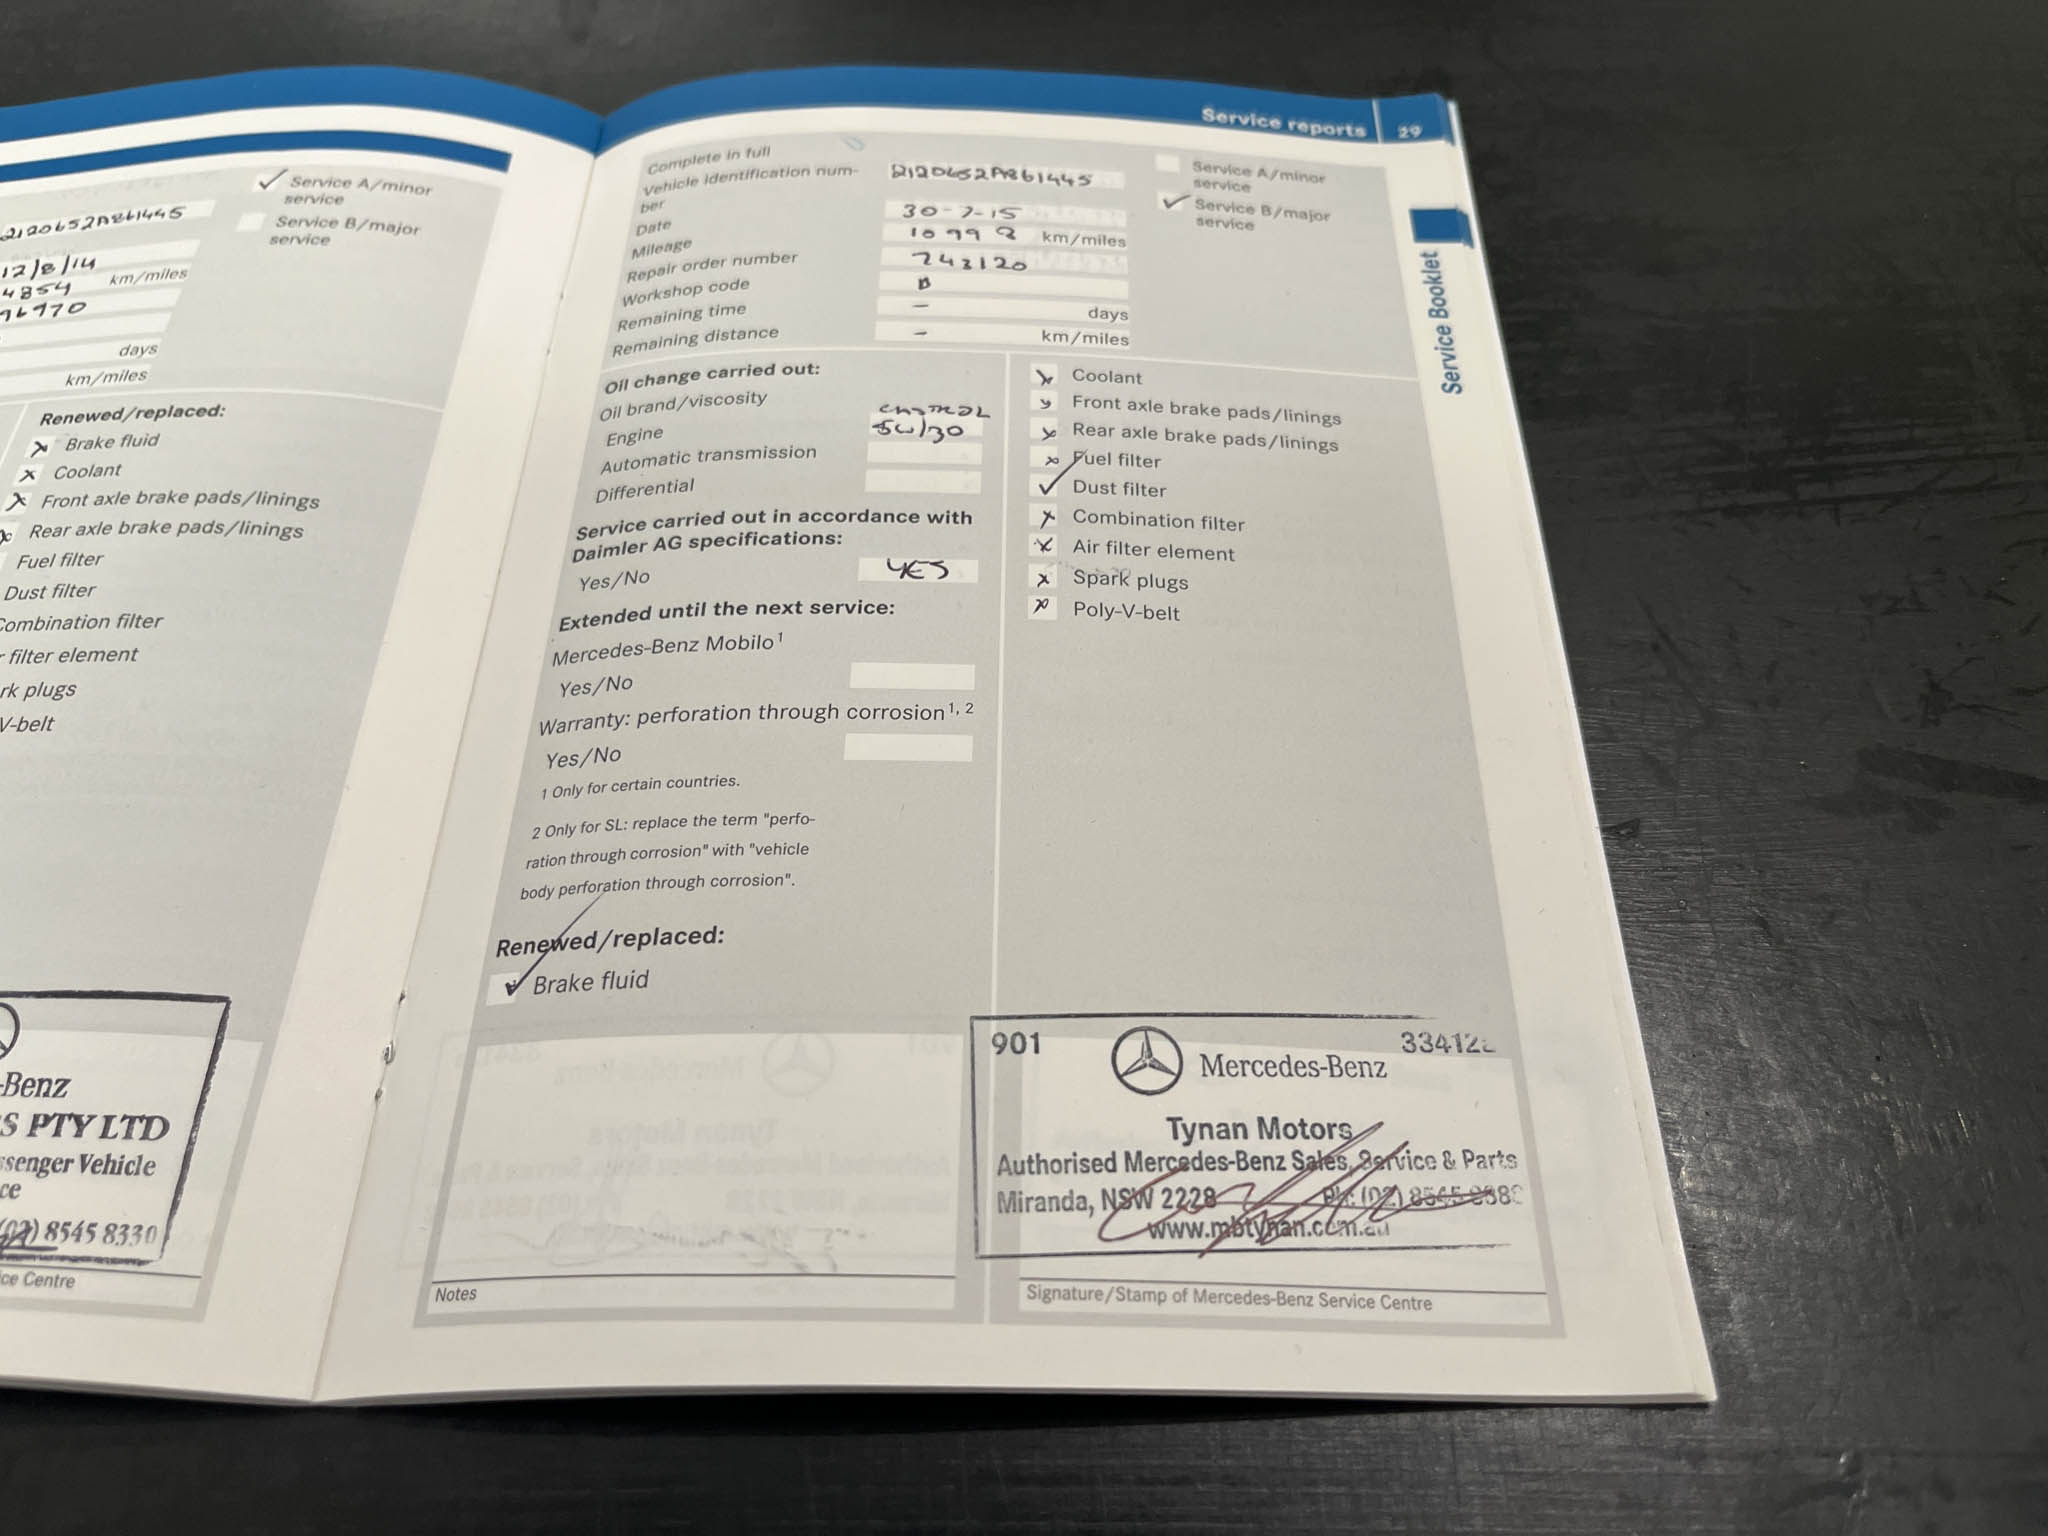 Service A/minor
service
Service B/major
service
2120652A861445
12/8/14
4854 km/miles
96970
days
km/miles
Renewed/replaced:
Brake fluid
Coolant
Front axle brake pads/linings
Rear axle brake pads/linings
Fuel filter
Dust filter
Combination filter
filter element
rk plugs
V-belt
-Benz
S PTY LTD
ssenger Vehicle
ce
(02) 8545 8330
ce Centre
Service reports 29
Complete in full
Vehicle identification num-
ber 2120652A861445
Date 30-7-15
Mileage km/miles
Repair order number 243120
Workshop code
Remaining time - days
Remaining distance - km/miles
Service A/minor
service
Service B/major
service
Service Booklet
Oil change carried out:
Oil brand/viscosity
Engine CASTROL 5W/30
Automatic transmission
Differential
Service carried out in accordance with
Daimler AG specifications:
Yes/No YES
Extended until the next service:
Mercedes-Benz Mobilo1
Yes/No
Warranty: perforation through corrosion1, 2
Yes/No
1 Only for certain countries.
2 Only for SL: replace the term "perfo-
ration through corrosion" with "vehicle
body perforation through corrosion".
Renewed/replaced:
Brake fluid
Coolant
Front axle brake pads/linings
Rear axle brake pads/linings
Fuel filter
Dust filter
Combination filter
Air filter element
Spark plugs
Poly-V-belt
Notes
901
Mercedes-Benz
Tynan Motors
Authorised Mercedes-Benz Sales, Service & Parts
Miranda, NSW 2228 Ph: (02) 8545
www.mbtynan.com.au
Signature/Stamp of Mercedes-Benz Service Centre